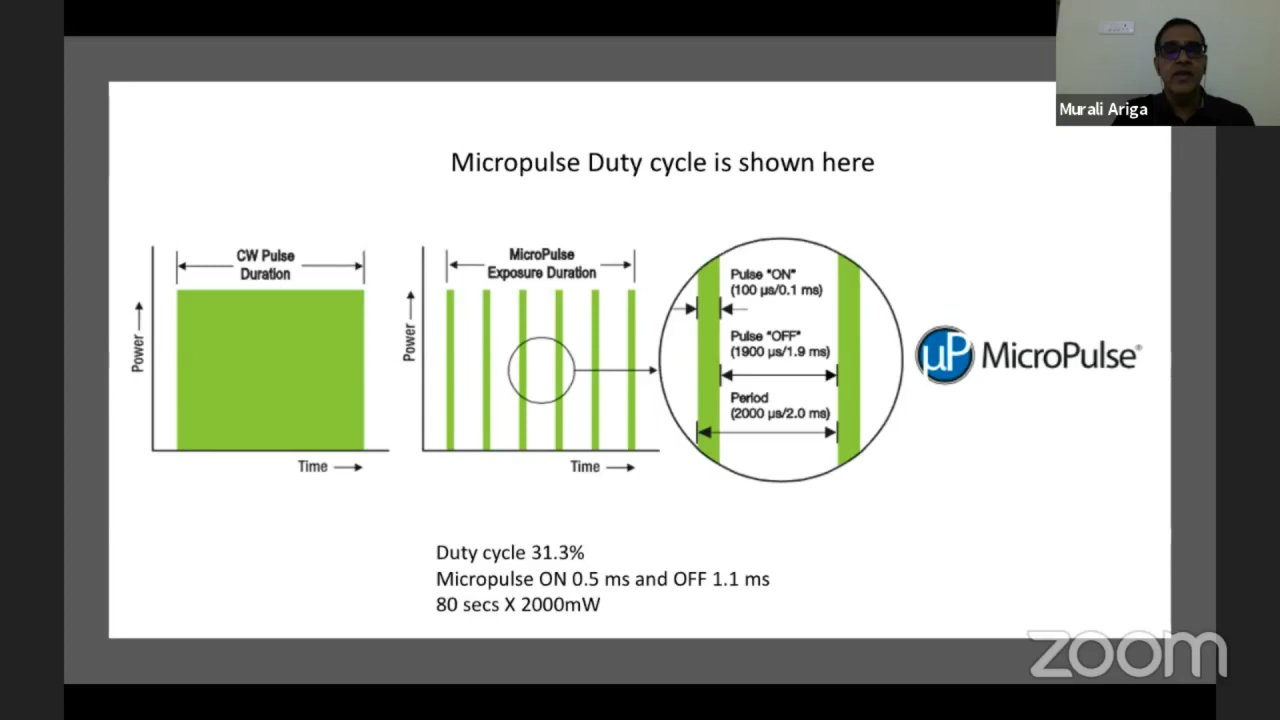 Murali Ariga
Micropulse Duty cycle is shown here
CW Pulse
Duration
Power
Time
MicroPulse
Exposure Duration
Power
Time
Pulse "ON"
(100 µs/0.1 ms)
Pulse "OFF"
(1900 µs/1.9 ms)
Period
(2000 µs/2.0 ms)
µP MicroPulse®
Duty cycle 31.3%
Micropulse ON 0.5 ms and OFF 1.1 ms
80 secs X 2000mW
zoom